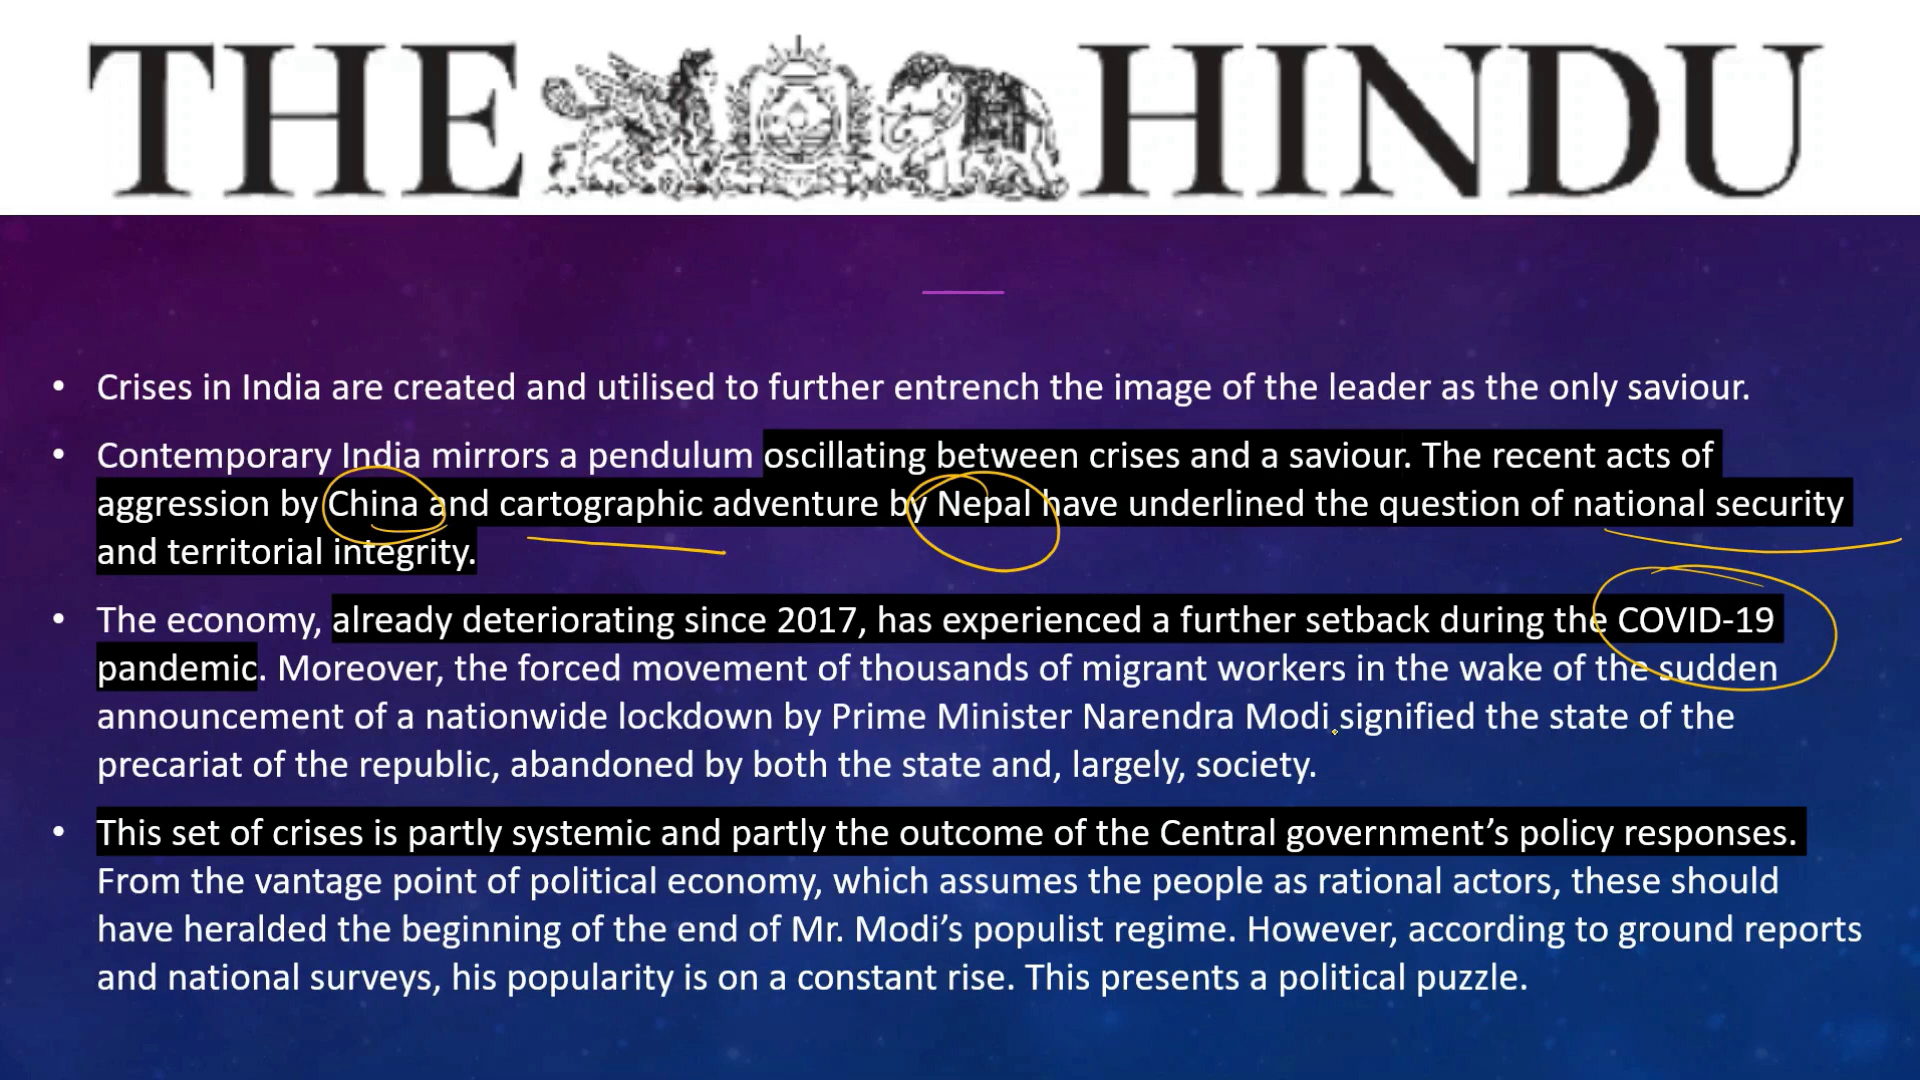 THE HINDU
• Crises in India are created and utilised to further entrench the image of the leader as the only saviour.
• Contemporary India mirrors a pendulum oscillating between crises and a saviour. The recent acts of
aggression by China and cartographic adventure by Nepal have underlined the question of national security
and territorial integrity.
• The economy, already deteriorating since 2017, has experienced a further setback during the COVID-19
pandemic. Moreover, the forced movement of thousands of migrant workers in the wake of the sudden
announcement of a nationwide lockdown by Prime Minister Narendra Modi signified the state of the
precariat of the republic, abandoned by both the state and, largely, society.
• This set of crises is partly systemic and partly the outcome of the Central government’s policy responses.
From the vantage point of political economy, which assumes the people as rational actors, these should
have heralded the beginning of the end of Mr. Modi’s populist regime. However, according to ground reports
and national surveys, his popularity is on a constant rise. This presents a political puzzle.